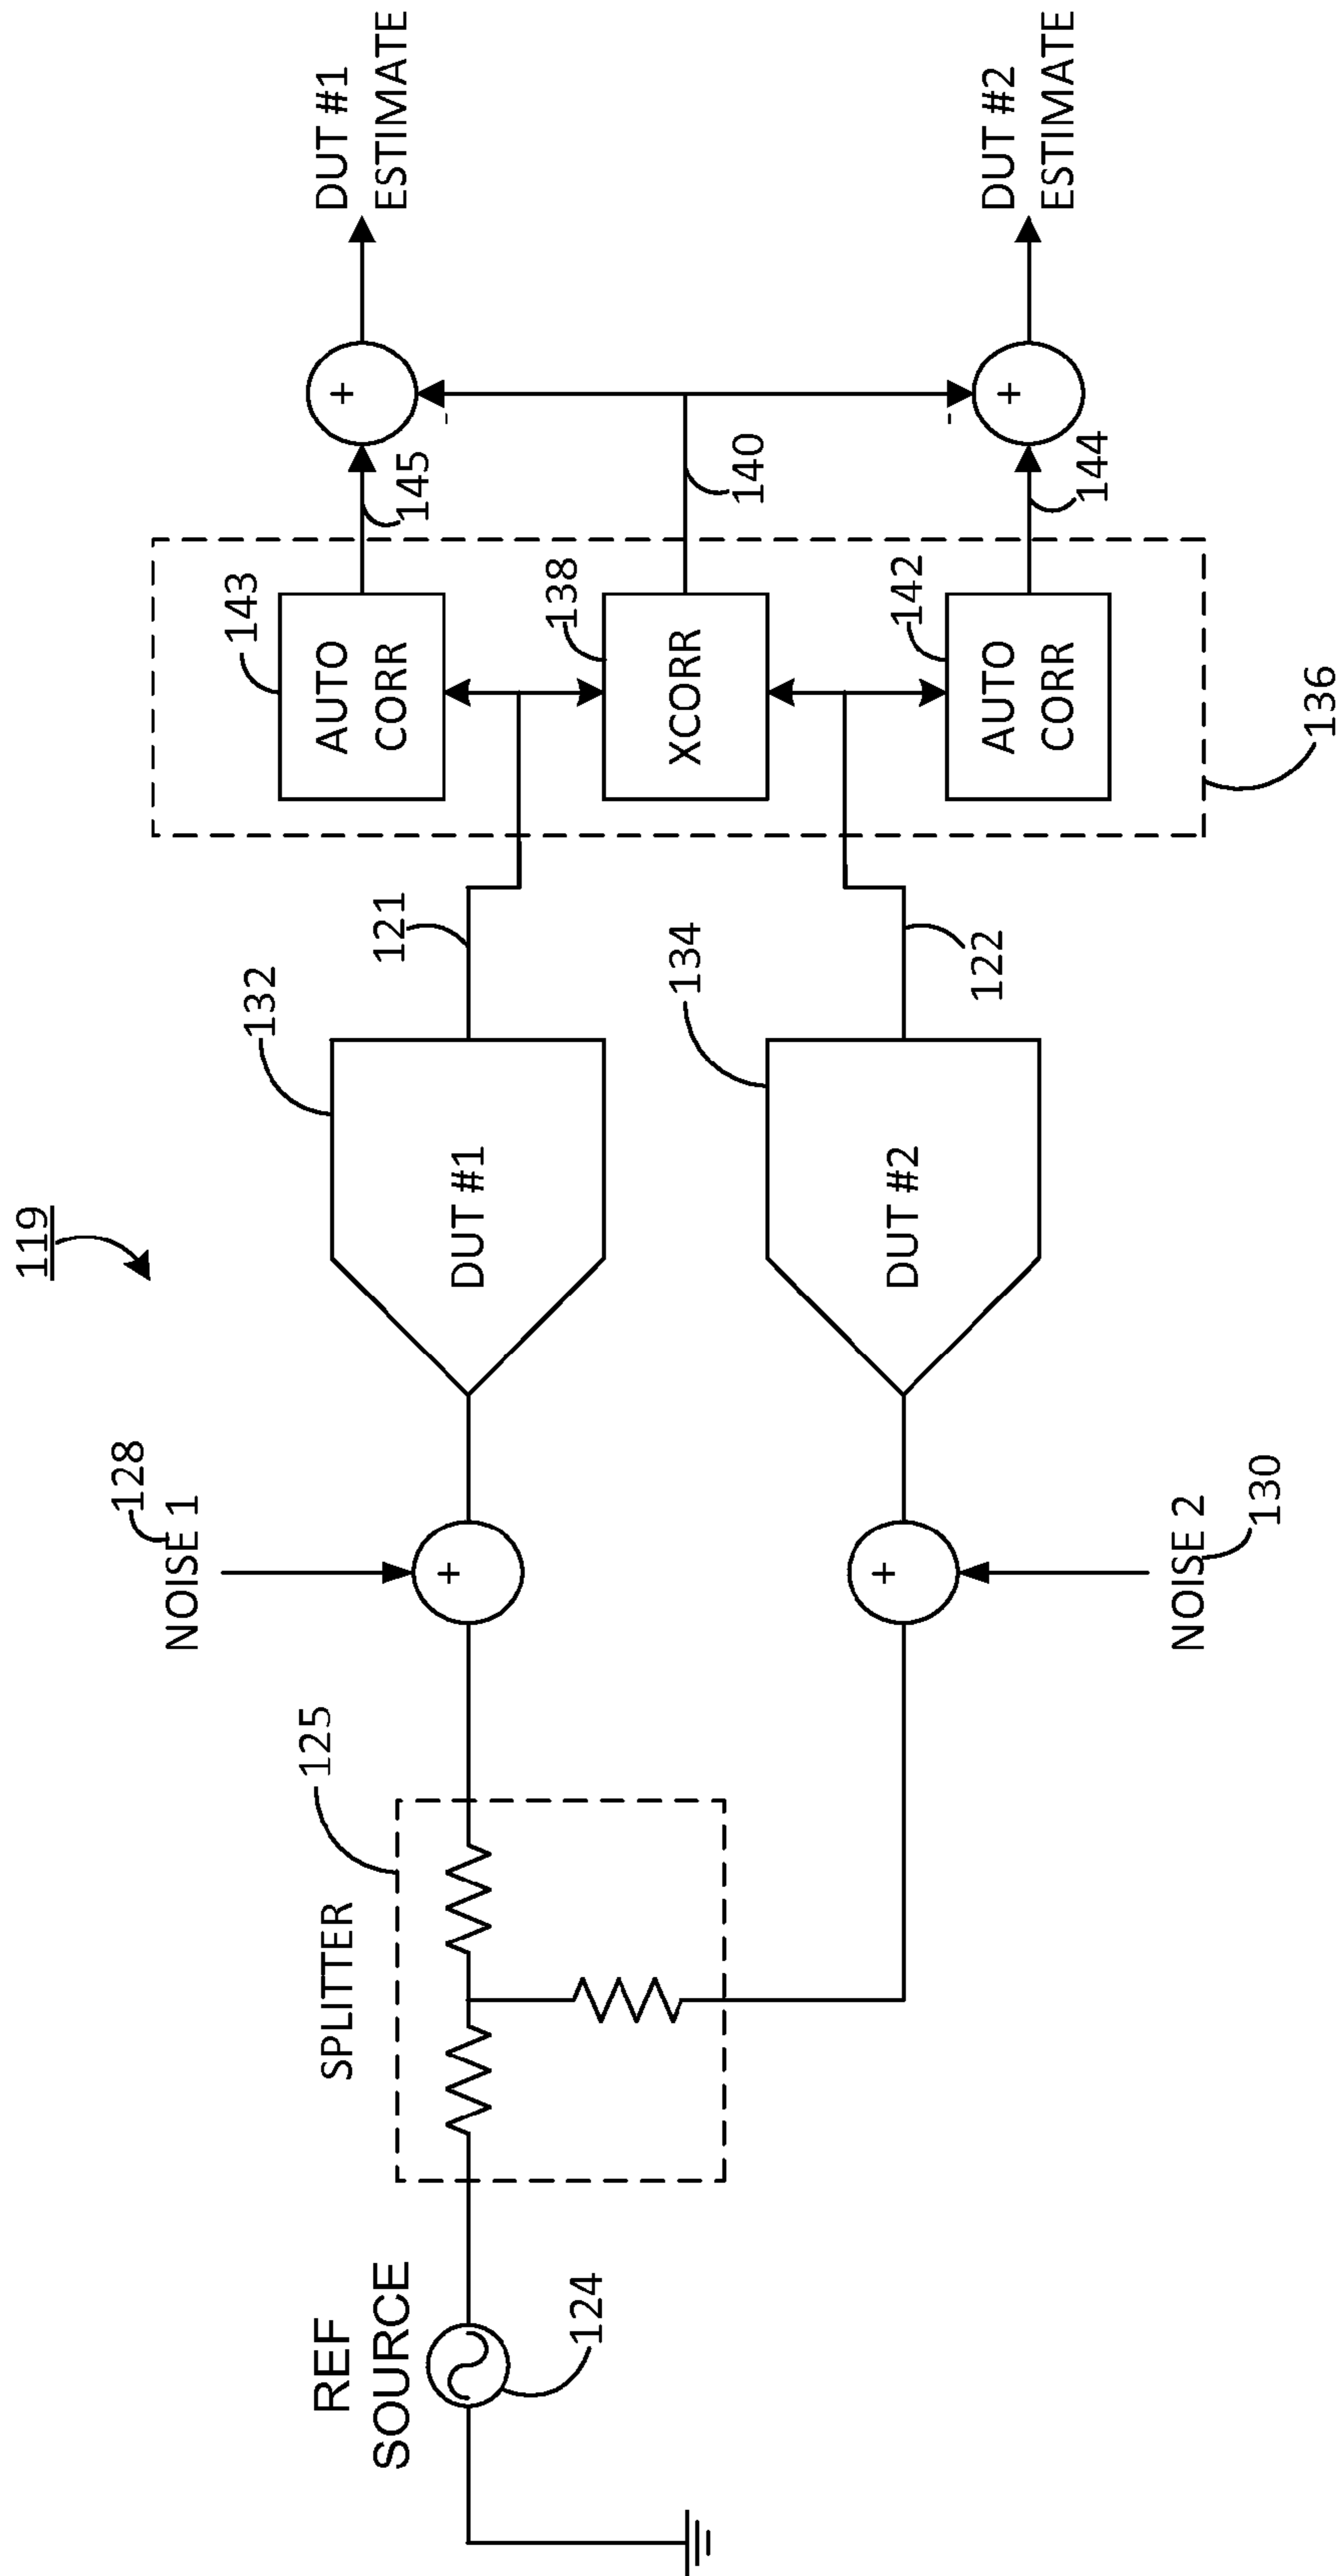 119
REF
SOURCE
124
SPLITTER
125
128
NOISE 1
+
+
NOISE 2
130
132
DUT #1
134
DUT #2
121
122
143
AUTO
CORR
138
XCORR
142
AUTO
CORR
136
145
140
144
+
-
-
+
DUT #1
ESTIMATE
DUT #2
ESTIMATE